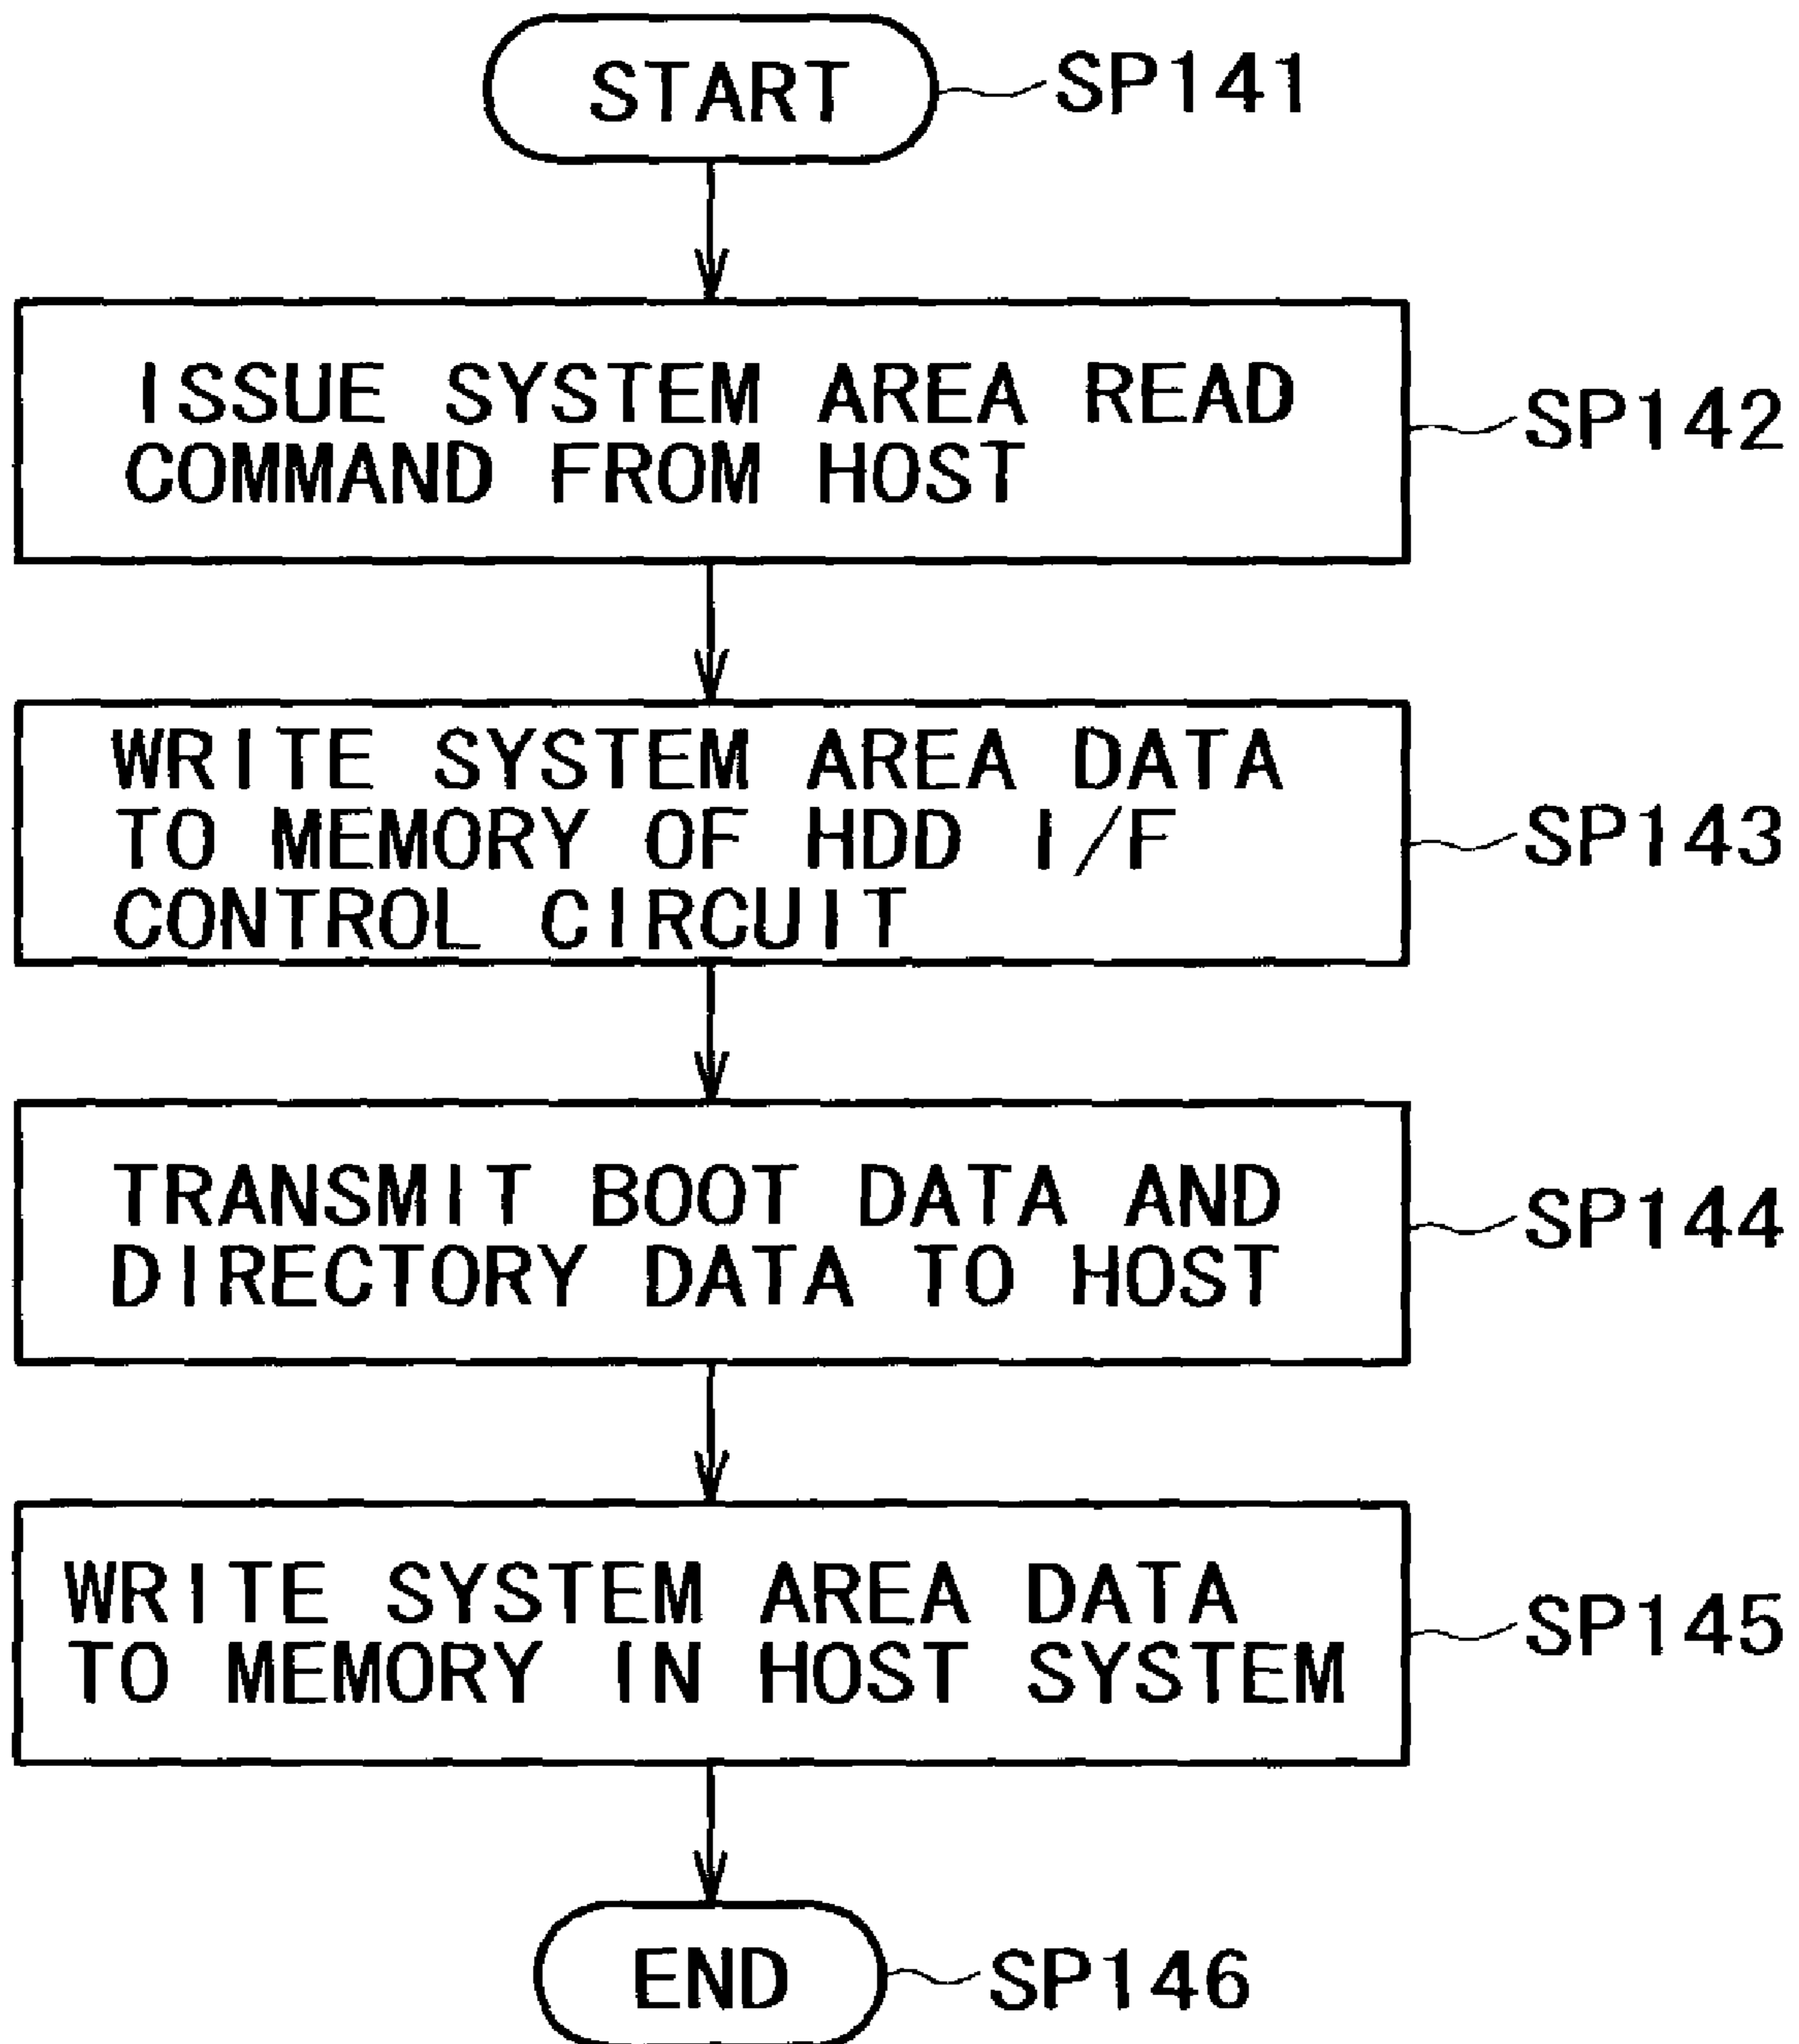 START
SP141
ISSUE SYSTEM AREA READ
COMMAND FROM HOST
SP142
WRITE SYSTEM AREA DATA
TO MEMORY OF HDD I/F
CONTROL CIRCUIT
SP143
TRANSMIT BOOT DATA AND
DIRECTORY DATA TO HOST
SP144
WRITE SYSTEM AREA DATA
TO MEMORY IN HOST SYSTEM
SP145
END
SP146